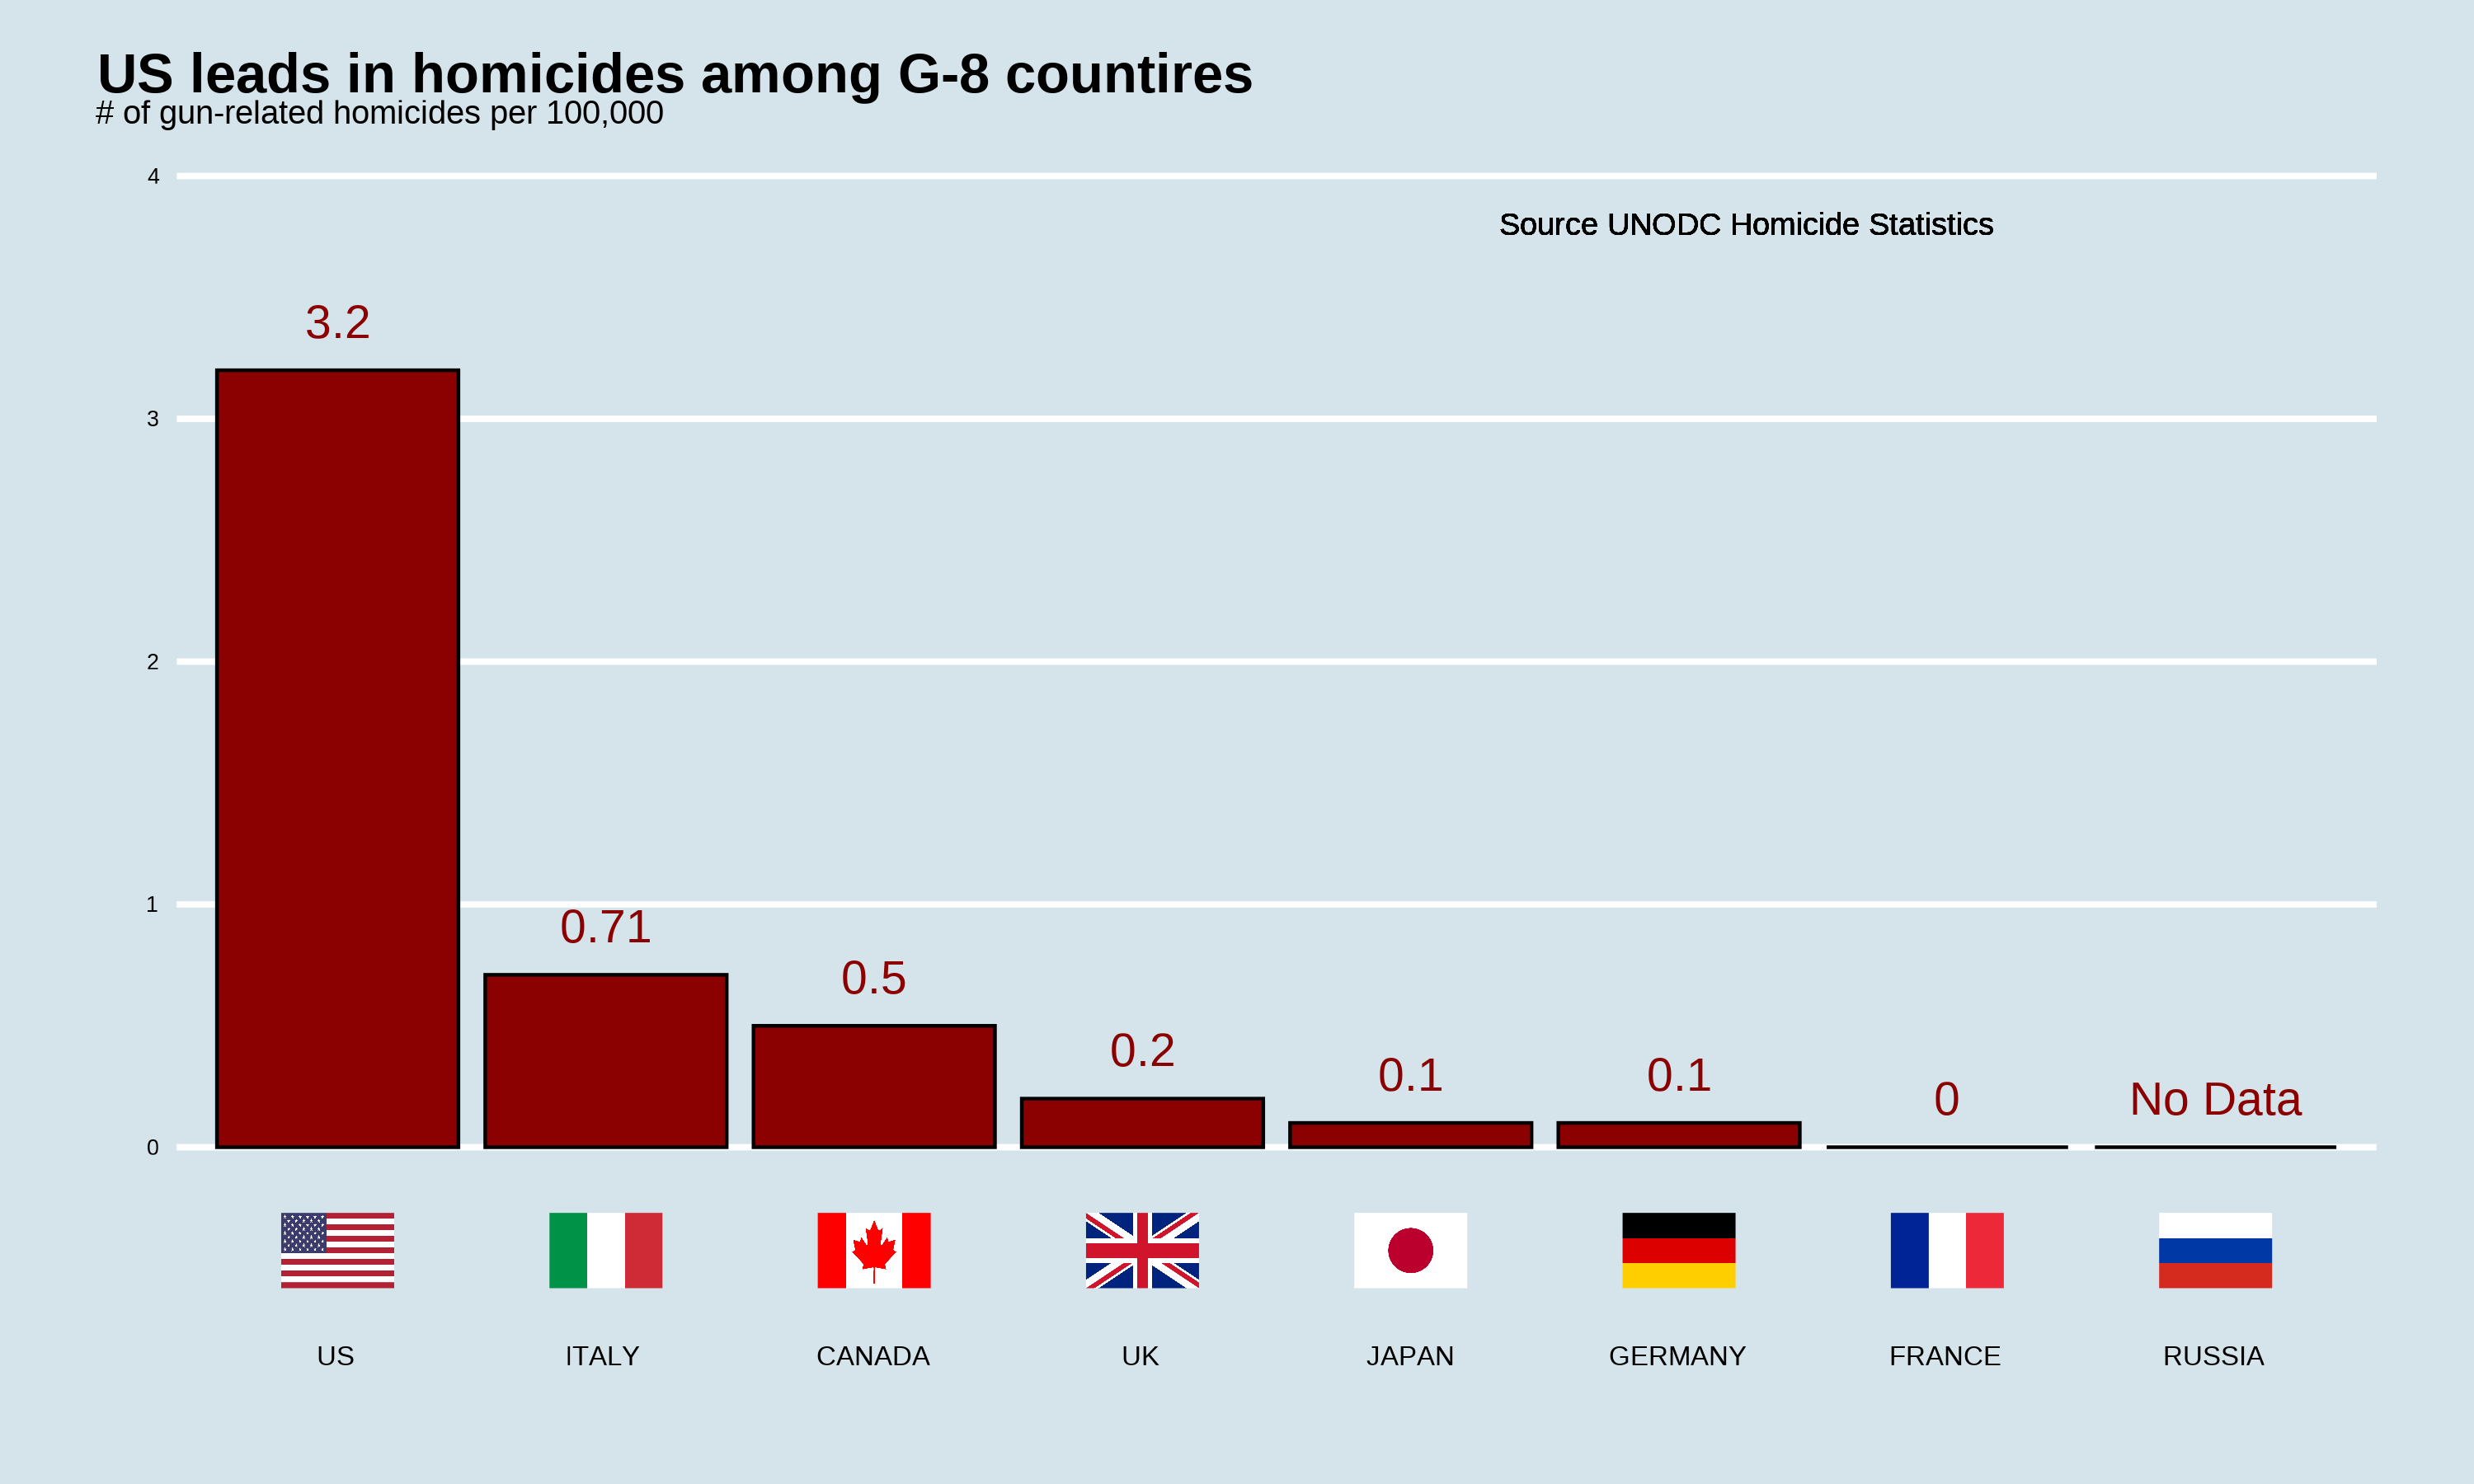 US leads in homicides among G-8 countires
# of gun-related homicides per 100,000
4
Source UNODC Homicide Statistics
3.2
3
2
1
0.71
0.5
0.2
0.1
0.1
0
No Data
0
US
ITALY
CANADA
UK
JAPAN
GERMANY
FRANCE
RUSSIA